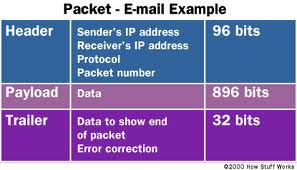 Packet - E-mail Example
Header
Sender's IP address
Receiver's IP address
Protocol
Packet number
96 bits
Payload
Data
896 bits
Trailer
Data to show end
of packet
Error correction
32 bits
©2000 How Stuff Works